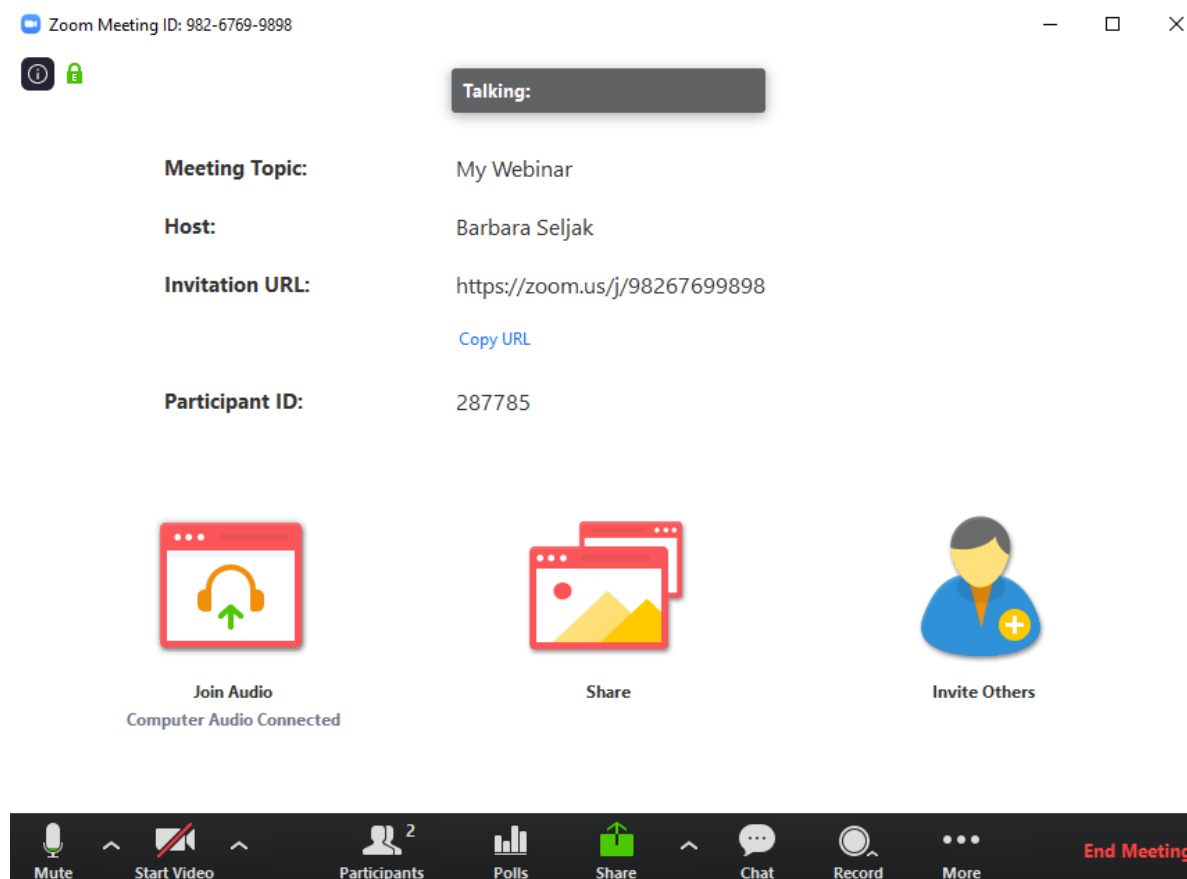 Zoom Meeting ID: 982-6769-9898
Talking:
Meeting Topic: My Webinar
Host: Barbara Seljak
Invitation URL: https://zoom.us/j/98267699898
Copy URL
Participant ID: 287785
Join Audio Share Invite Others
Computer Audio Connected
2
Mute Start Video Participants Polls Share Chat Record More End Meeting